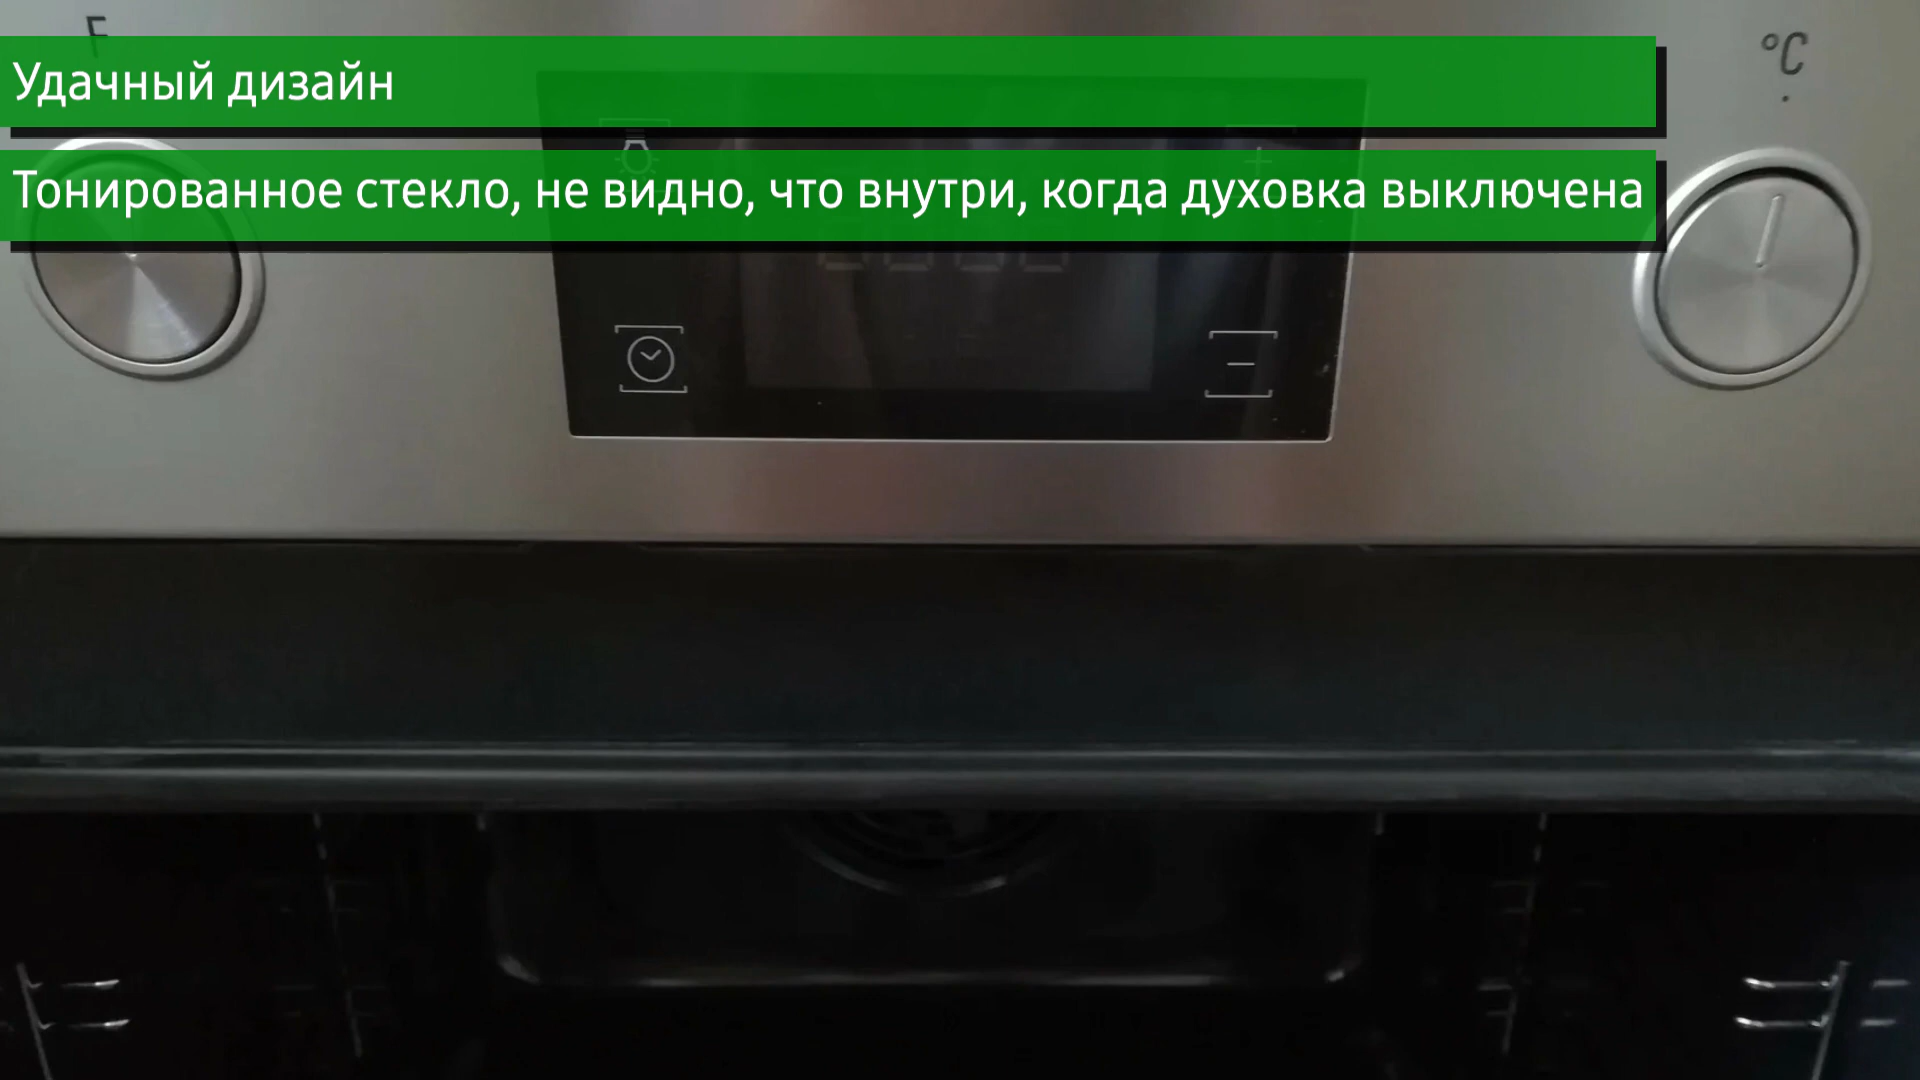 F
°C
Удачный дизайн
Тонированное стекло, не видно, что внутри, когда духовка выключена